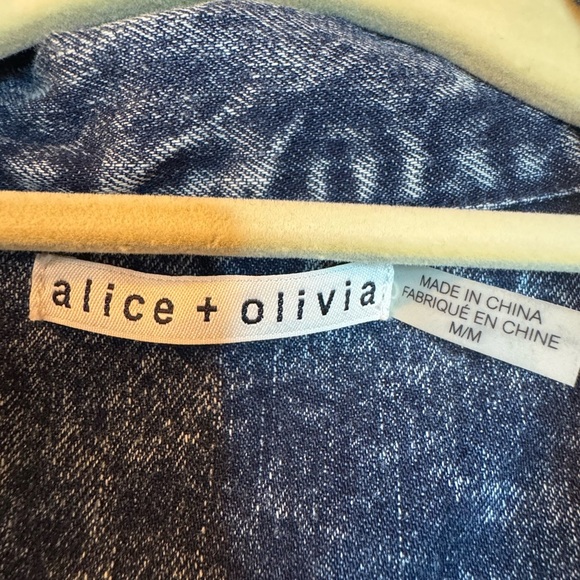 alice + olivia
MADE IN CHINA
FABRIQUÉ EN CHINE
M/M